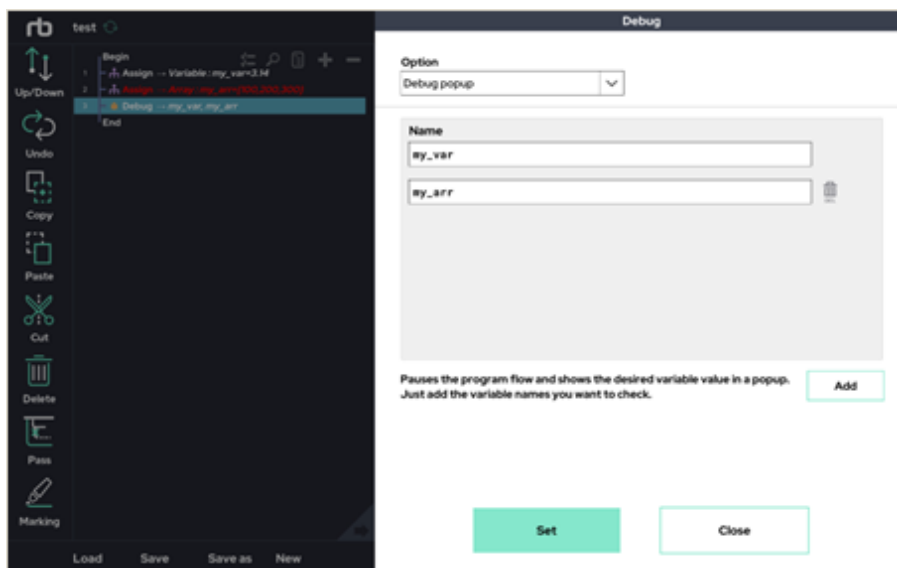 rb test
Debug
Up/Down
Undo
Copy
Paste
Cut
Delete
Pass
Marking
Begin
1 Assign → Variable : my_var=3.14
2 Assign → Array : my_arr=[100,200,300]
3 Debug → my_var, my_arr
End
Load Save Save as New
Option
Debug popup
Name
my_var
my_arr
Pauses the program flow and shows the desired variable value in a popup.
Just add the variable names you want to check.
Add
Set Close